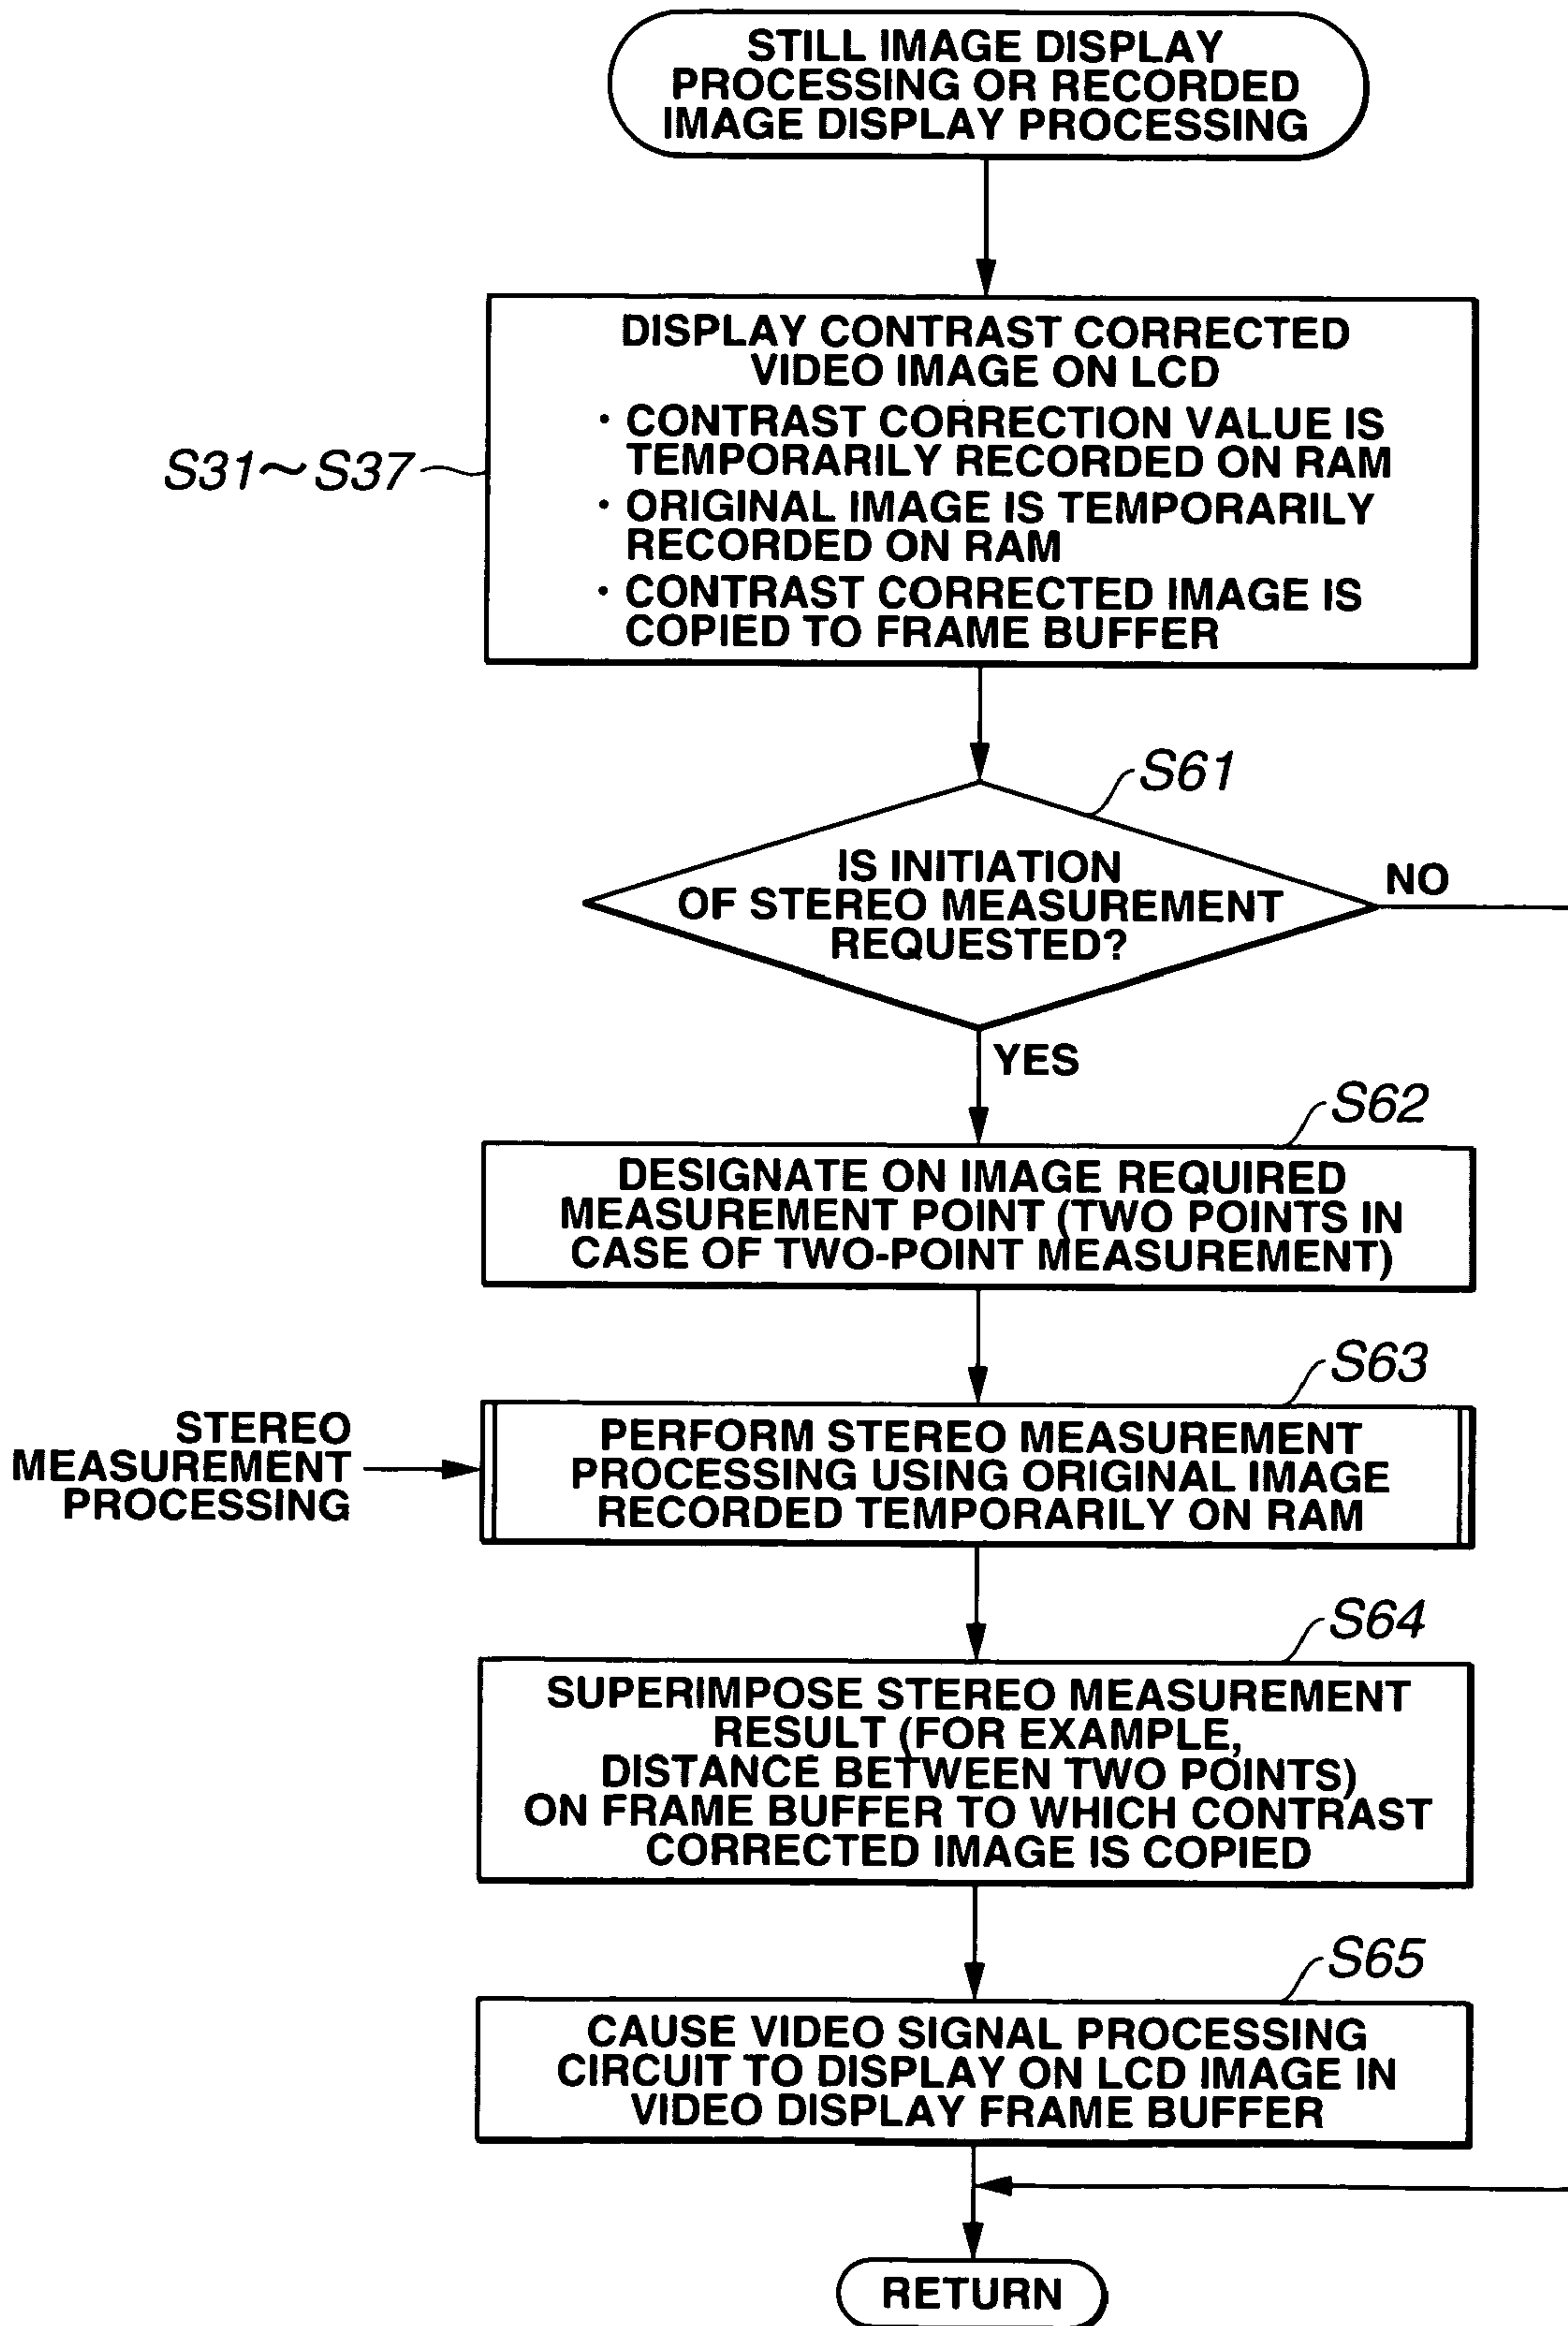 STILL IMAGE DISPLAY
PROCESSING OR RECORDED
IMAGE DISPLAY PROCESSING
DISPLAY CONTRAST CORRECTED
VIDEO IMAGE ON LCD
・CONTRAST CORRECTION VALUE IS
TEMPORARILY RECORDED ON RAM
・ORIGINAL IMAGE IS TEMPORARILY
RECORDED ON RAM
・CONTRAST CORRECTED IMAGE IS
COPIED TO FRAME BUFFER
S31~S37
S61
IS INITIATION
OF STEREO MEASUREMENT
REQUESTED?
NO
YES
S62
DESIGNATE ON IMAGE REQUIRED
MEASUREMENT POINT (TWO POINTS IN
CASE OF TWO-POINT MEASUREMENT)
S63
STEREO
MEASUREMENT
PROCESSING
PERFORM STEREO MEASUREMENT
PROCESSING USING ORIGINAL IMAGE
RECORDED TEMPORARILY ON RAM
S64
SUPERIMPOSE STEREO MEASUREMENT
RESULT (FOR EXAMPLE,
DISTANCE BETWEEN TWO POINTS)
ON FRAME BUFFER TO WHICH CONTRAST
CORRECTED IMAGE IS COPIED
S65
CAUSE VIDEO SIGNAL PROCESSING
CIRCUIT TO DISPLAY ON LCD IMAGE IN
VIDEO DISPLAY FRAME BUFFER
RETURN